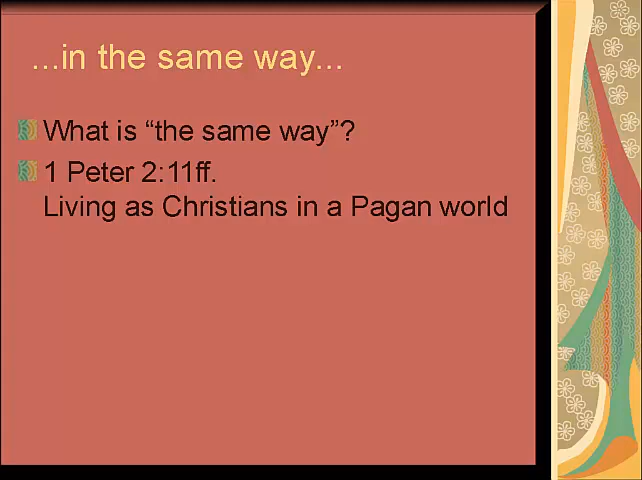 ...in the same way...
What is “the same way”?
1 Peter 2:11ff.
Living as Christians in a Pagan world